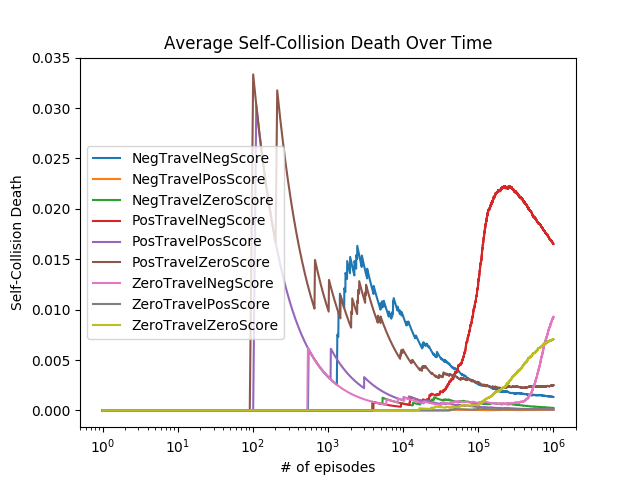 Average Self-Collision Death Over Time
0.035
0.030
0.025
0.020
0.015
0.010
0.005
0.000
Self-Collision Death
NegTravelNegScore
NegTravelPosScore
NegTravelZeroScore
PosTravelNegScore
PosTravelPosScore
PosTravelZeroScore
ZeroTravelNegScore
ZeroTravelPosScore
ZeroTravelZeroScore
10⁰ 10¹ 10² 10³ 10⁴ 10⁵ 10⁶
# of episodes